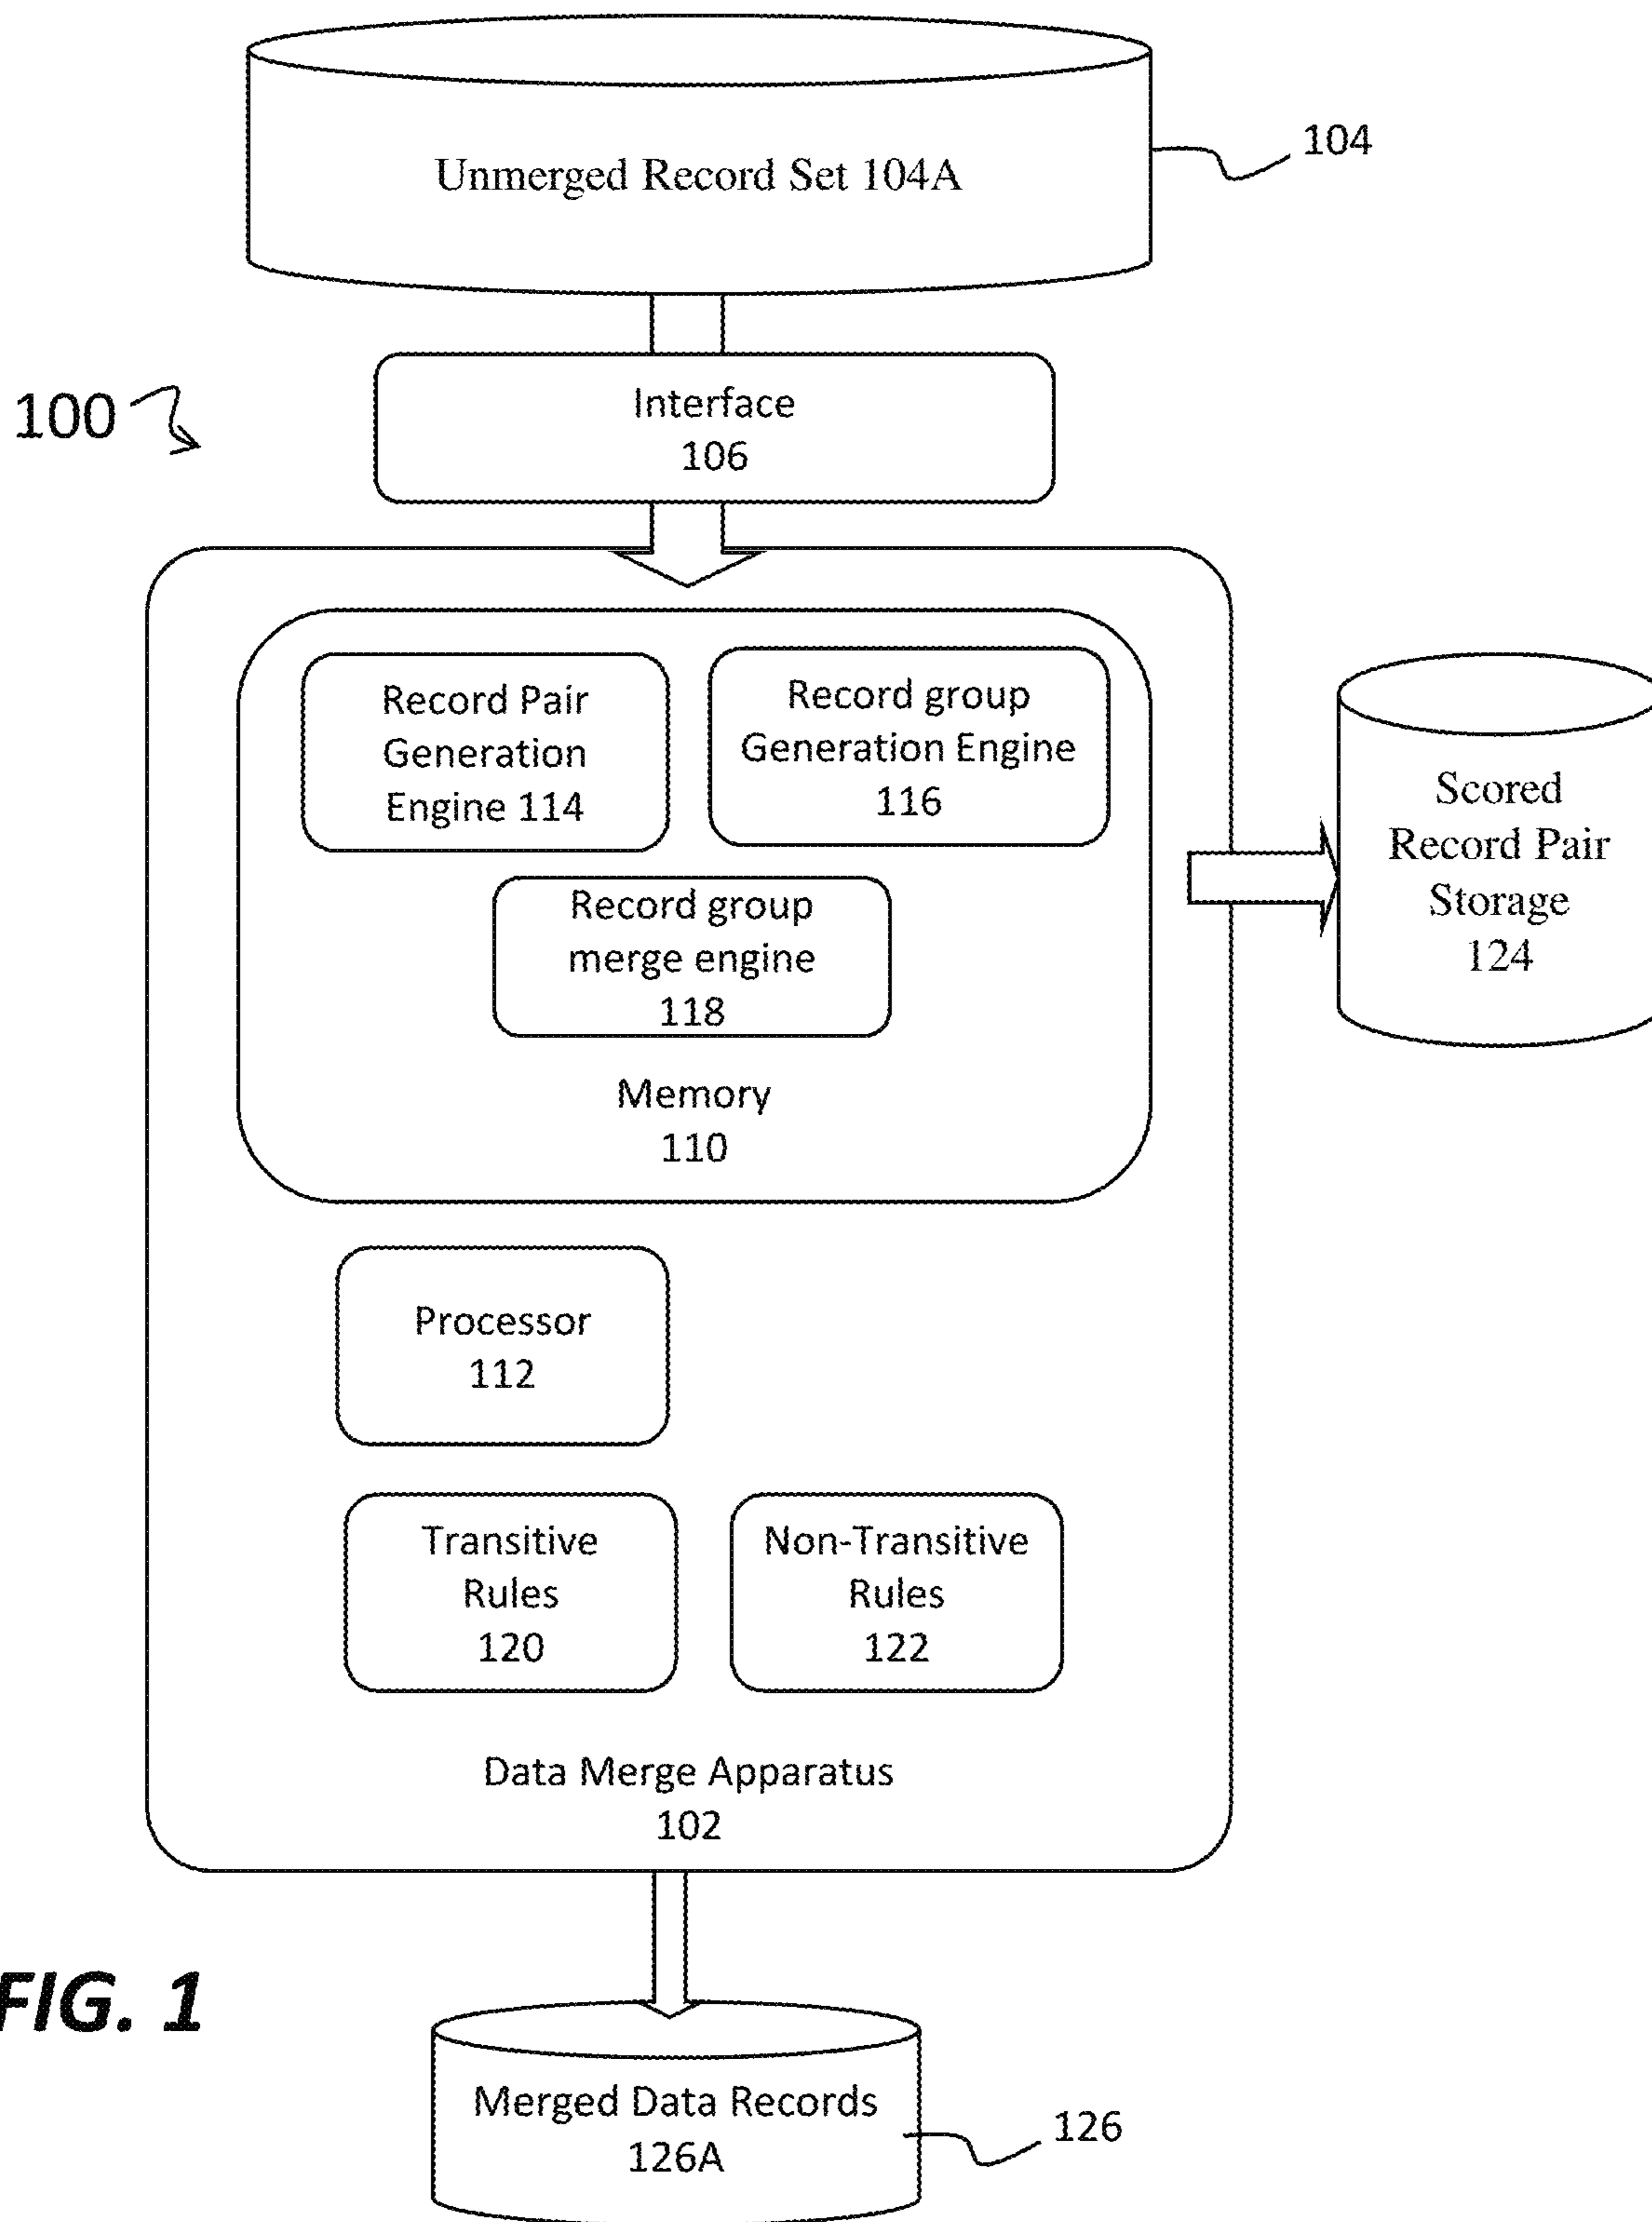 Unmerged Record Set 104A
104
100
Interface
106
Record Pair
Generation
Engine 114
Record group
Generation Engine
116
Record group
merge engine
118
Memory
110
Scored
Record Pair
Storage
124
Processor
112
Transitive
Rules
120
Non-Transitive
Rules
122
Data Merge Apparatus
102
FIG. 1
Merged Data Records
126A
126